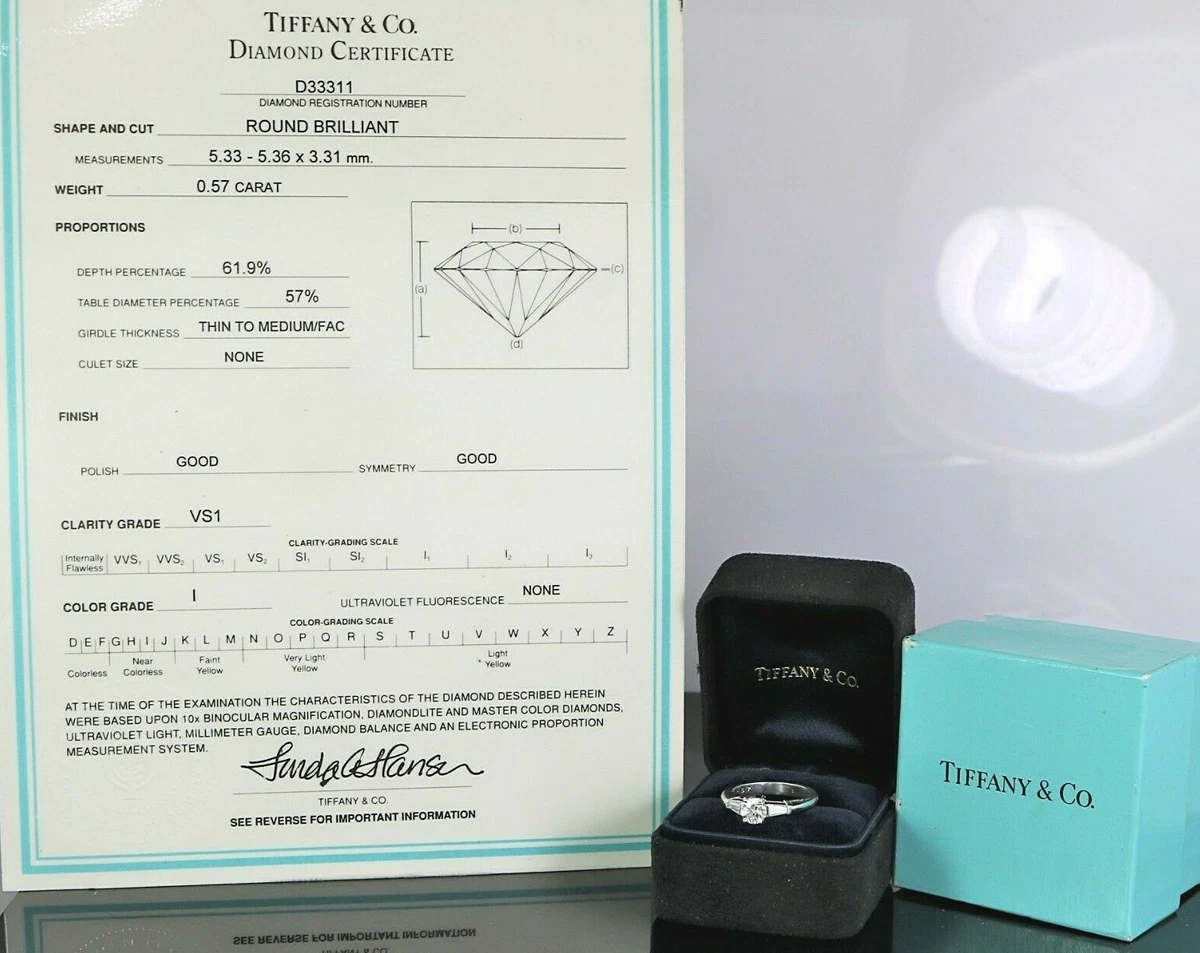 TIFFANY & CO.
DIAMOND CERTIFICATE
D33311
DIAMOND REGISTRATION NUMBER
SHAPE AND CUT ROUND BRILLIANT
MEASUREMENTS 5.33 - 5.36 x 3.31 mm.
WEIGHT 0.57 CARAT
PROPORTIONS
DEPTH PERCENTAGE 61.9%
TABLE DIAMETER PERCENTAGE 57%
GIRDLE THICKNESS THIN TO MEDIUM/FAC
CULET SIZE NONE
(b)
(c)
(a)
(d)
FINISH
POLISH GOOD SYMMETRY GOOD
CLARITY GRADE VS1
CLARITY-GRADING SCALE
Internally Flawless VVS1 VVS2 VS1 VS2 SI1 SI2 I1 I2 I3
COLOR GRADE I ULTRAVIOLET FLUORESCENCE NONE
COLOR-GRADING SCALE
D E F G H I J K L M N O P Q R S T U V W X Y Z
Colorless Near Colorless Faint Yellow Very Light Yellow Light Yellow
AT THE TIME OF THE EXAMINATION THE CHARACTERISTICS OF THE DIAMOND DESCRIBED HEREIN
WERE BASED UPON 10x BINOCULAR MAGNIFICATION, DIAMONDLITE AND MASTER COLOR DIAMONDS,
ULTRAVIOLET LIGHT, MILLIMETER GAUGE, DIAMOND BALANCE AND AN ELECTRONIC PROPORTION
MEASUREMENT SYSTEM.
TIFFANY & CO.
SEE REVERSE FOR IMPORTANT INFORMATION
TIFFANY & CO.
TIFFANY & CO.